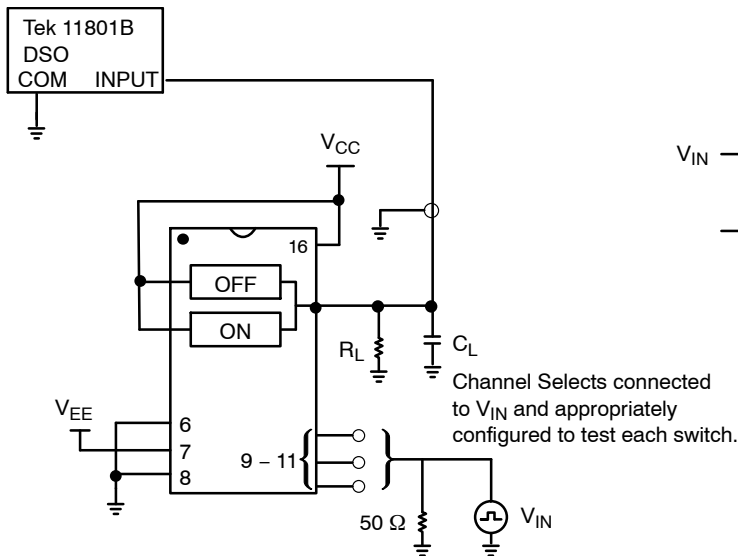 Tek 11801B
DSO
COM INPUT
V_CC
V_IN
16
OFF
ON
R_L
C_L
Channel Selects connected
to V_IN and appropriately
configured to test each switch.
V_EE
6
7
8
9 – 11
50 Ω
V_IN